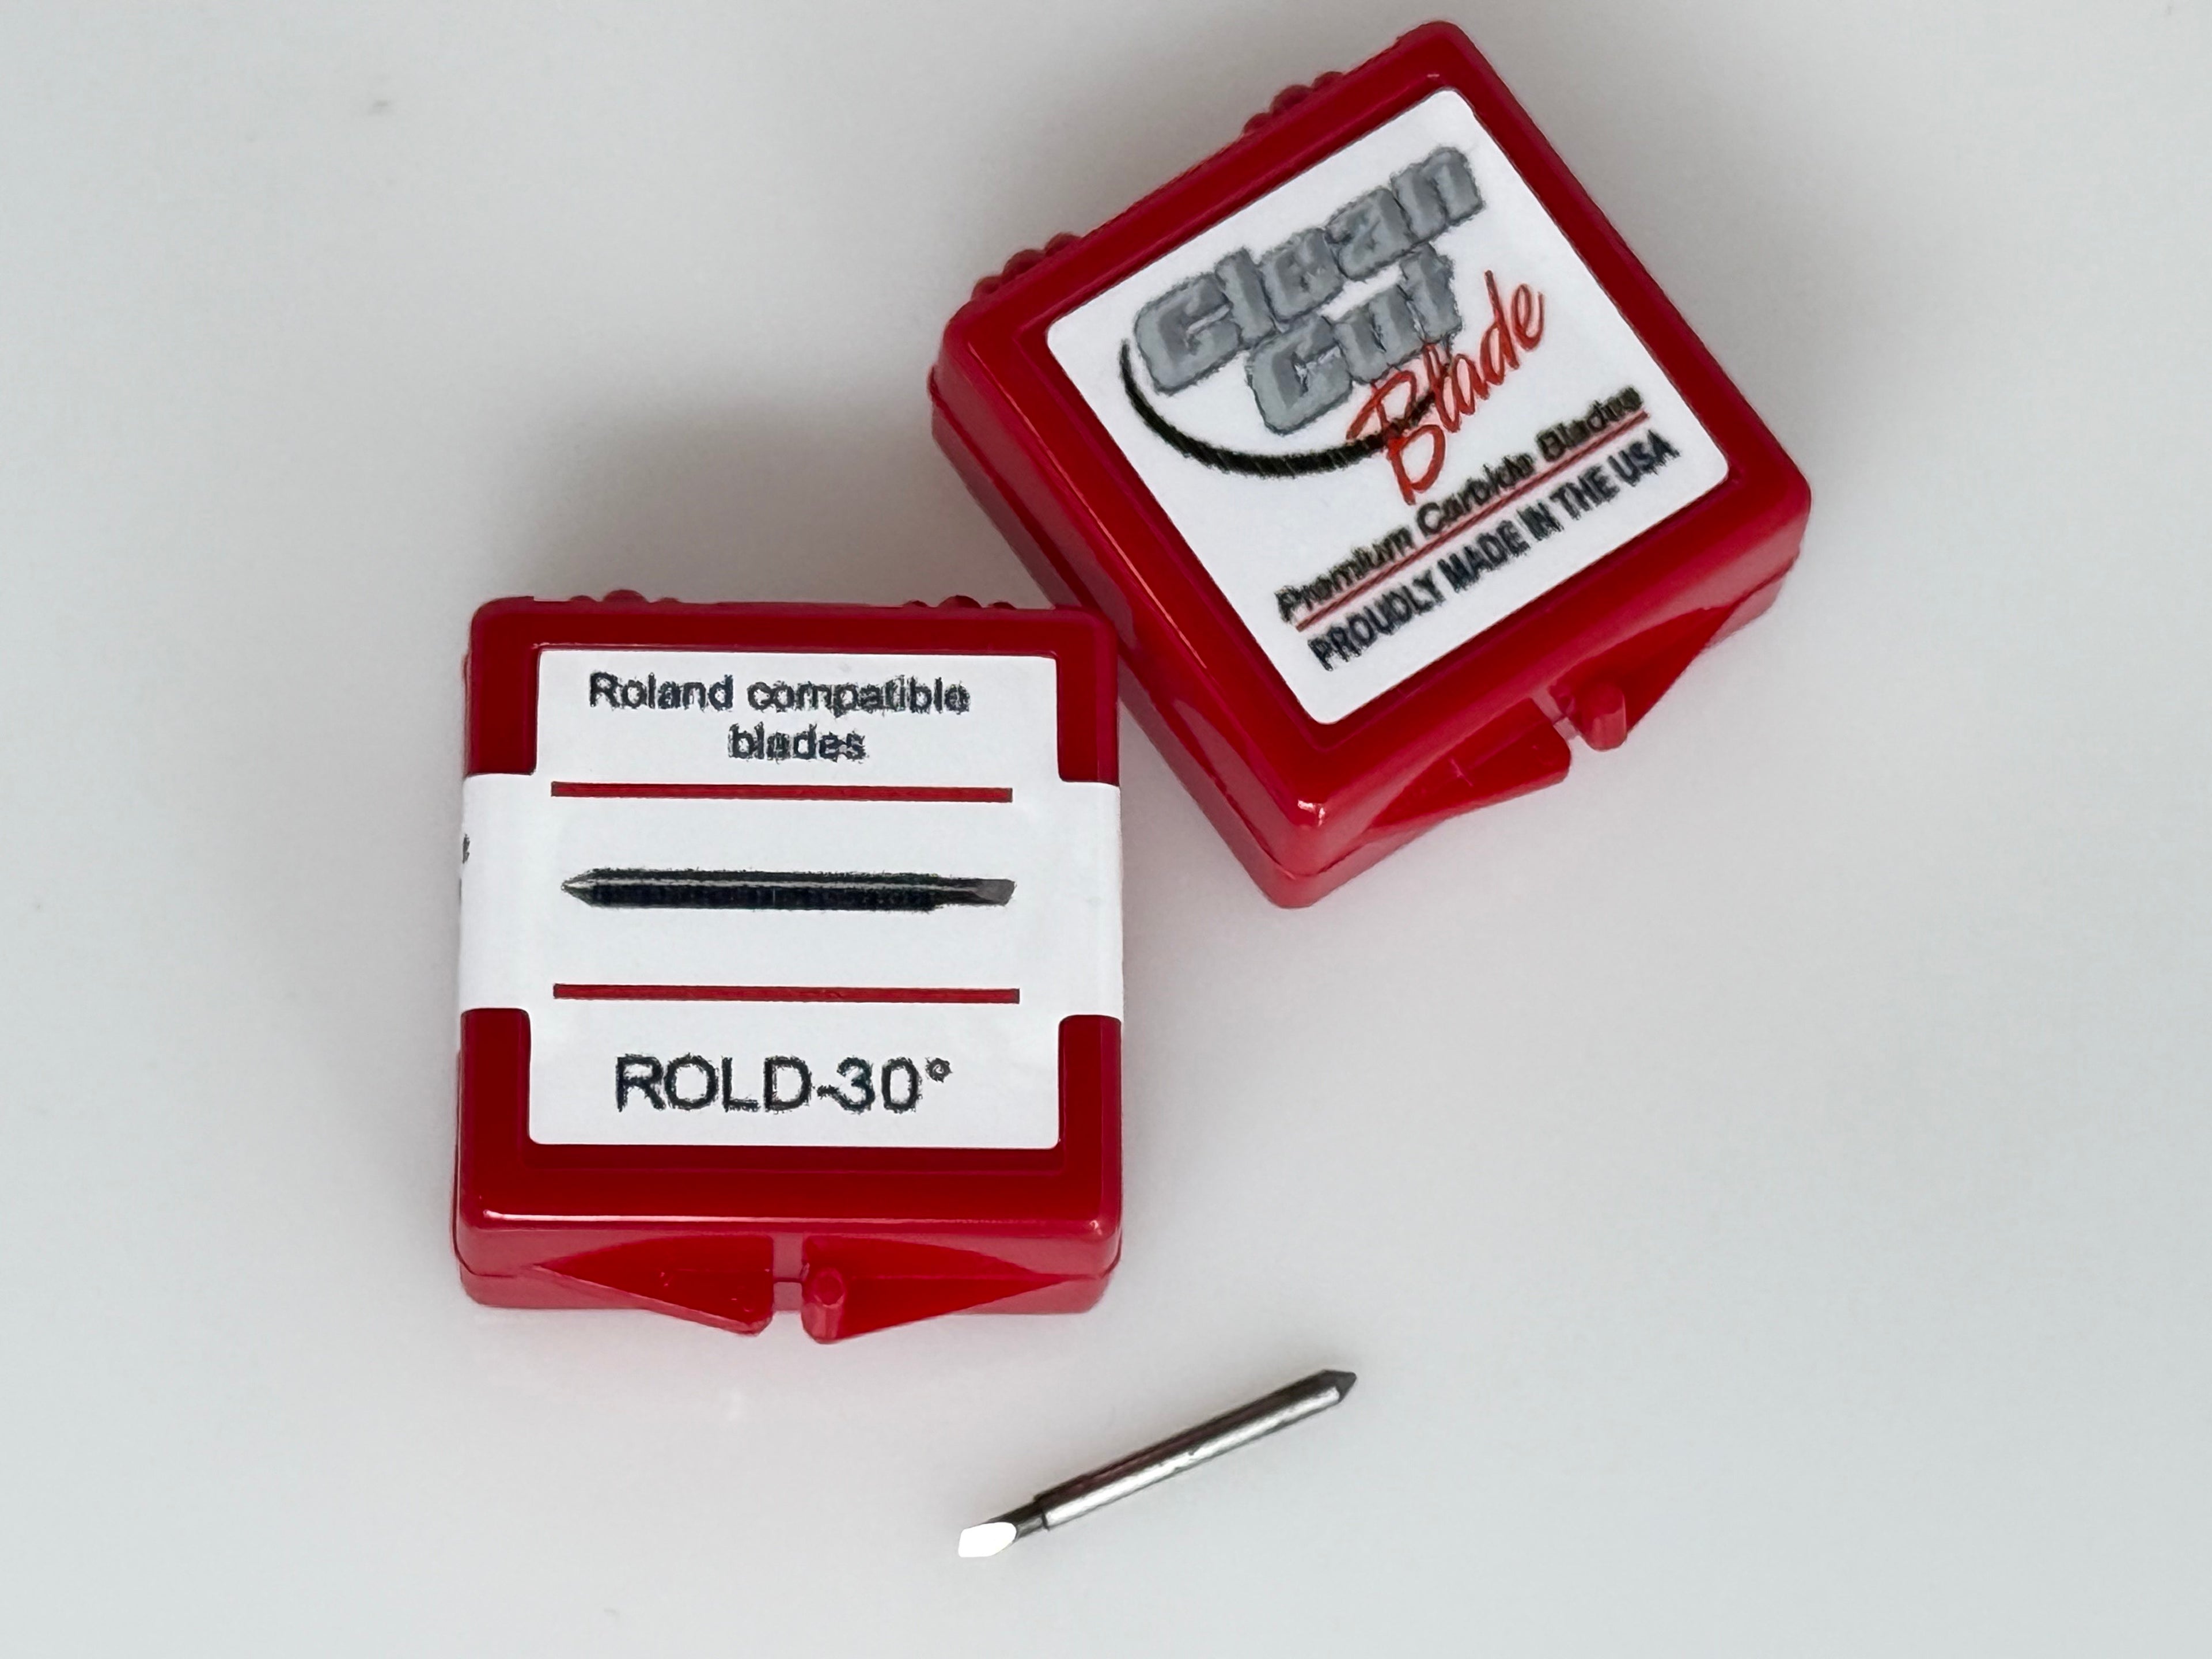 Clean
Cut
Blade
Premium Carbide Blades
PROUDLY MADE IN THE USA
Roland compatible
blades
ROLD-30°